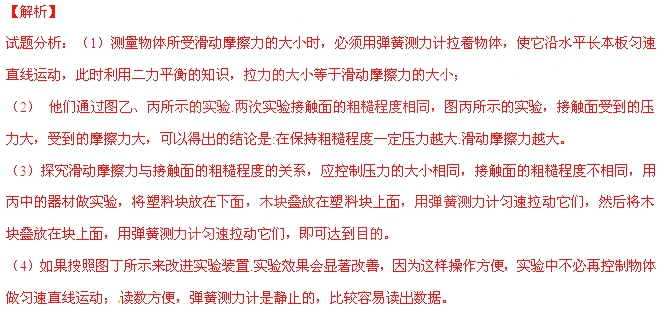 【解析】
试题分析：（1）测量物体所受滑动摩擦力的大小时，必须用弹簧测力计拉着物体，使它沿水平长本板匀速
直线运动，此时利用二力平衡的知识，拉力的大小等于滑动摩擦力的大小；
（2） 他们通过图乙、丙所示的实验.两次实验接触面的粗糙程度相同，图丙所示的实验，接触面受到的压
力大，受到的摩擦力大，可以得出的结论是:在保持粗糙程度一定压力越大.滑动摩擦力越大。
（3）探究滑动摩擦力与接触面的粗糙程度的关系，应控制压力的大小相同，接触面的粗糙程度不相同，用
丙中的器材做实验，将塑料块放在下面，木块叠放在塑料块上面，用弹簧测力计匀速拉动它们，然后将木
块叠放在块上面，用弹簧测力计匀速拉动它们，即可达到目的。
（4）如果按照图丁所示来改进实验装置.实验效果会显著改善，因为这样操作方便，实验中不必再控制物体
做匀速直线运动；读数方便，弹簧测力计是静止的，比较容易读出数据。